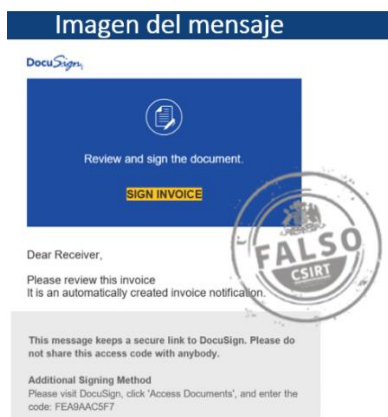 Imagen del mensaje
DocuSign
Review and sign the document.
SIGN INVOICE
FALSO
CSIRT
Dear Receiver,
Please review this invoice
It is an automatically created invoice notification.
This message keeps a secure link to DocuSign. Please do
not share this access code with anybody.
Additional Signing Method
Please visit DocuSign, click 'Access Documents', and enter the
code: FEA9AAC5F7